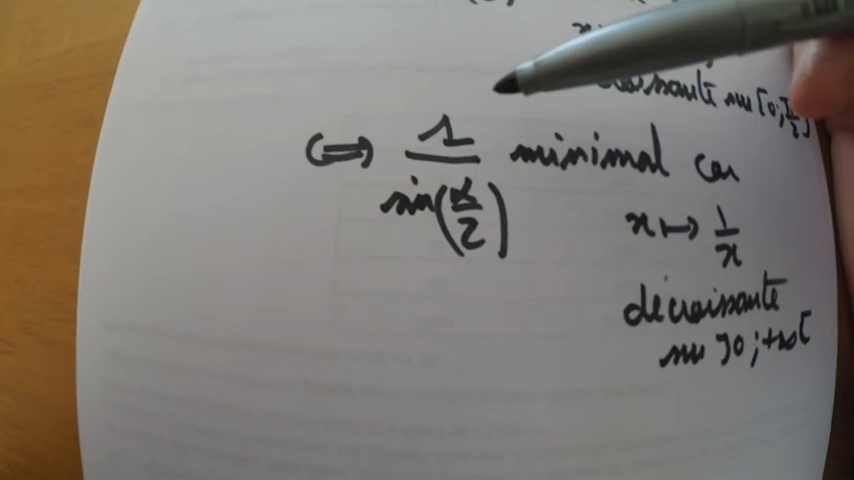 croissante sur [0; π/2]
⇔ 1/sin(α/2) minimal car
x ↦ 1/x
décroissante
sur ]0; +∞[